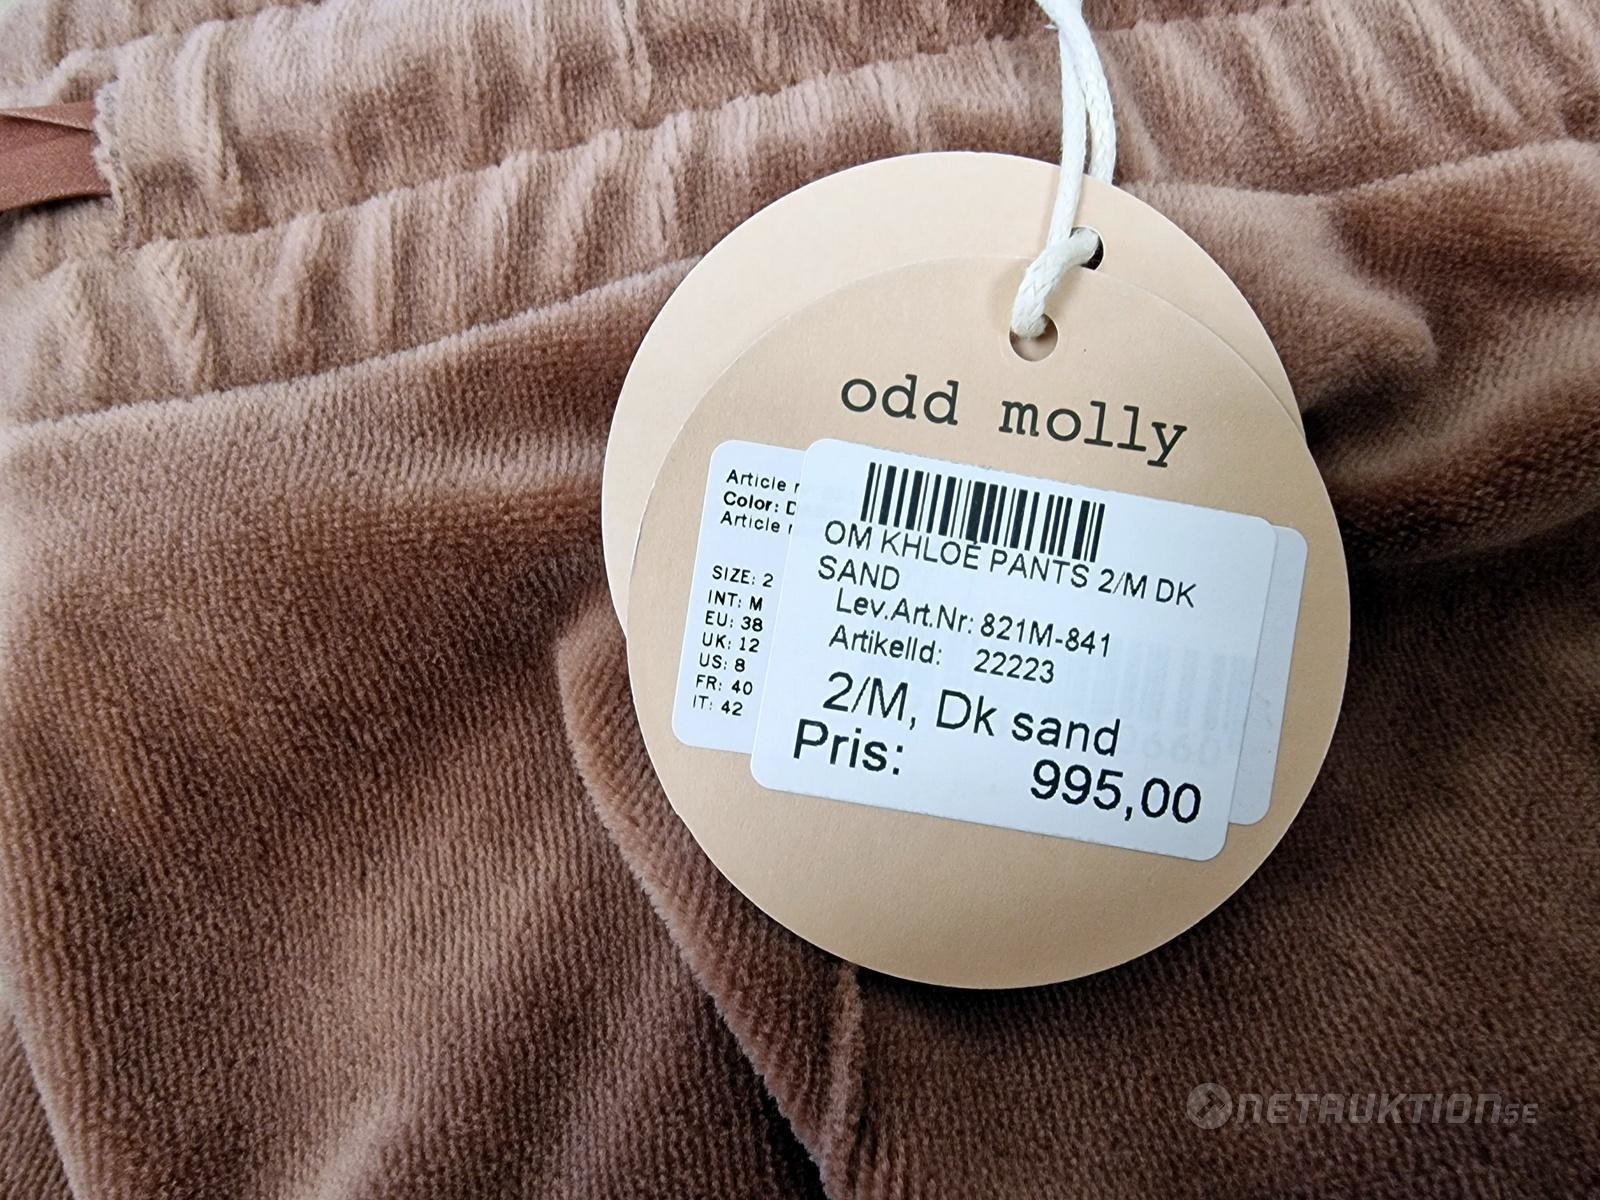 odd molly
Article
Color: D
Article
SIZE: 2
INT: M
EU: 38
UK: 12
US: 8
FR: 40
IT: 42
OM KHLOÉ PANTS 2/M DK
SAND
Lev.Art.Nr: 821M-841
ArtikelId: 22223
2/M, Dk sand
Pris: 995,00
NETAUKTION.SE